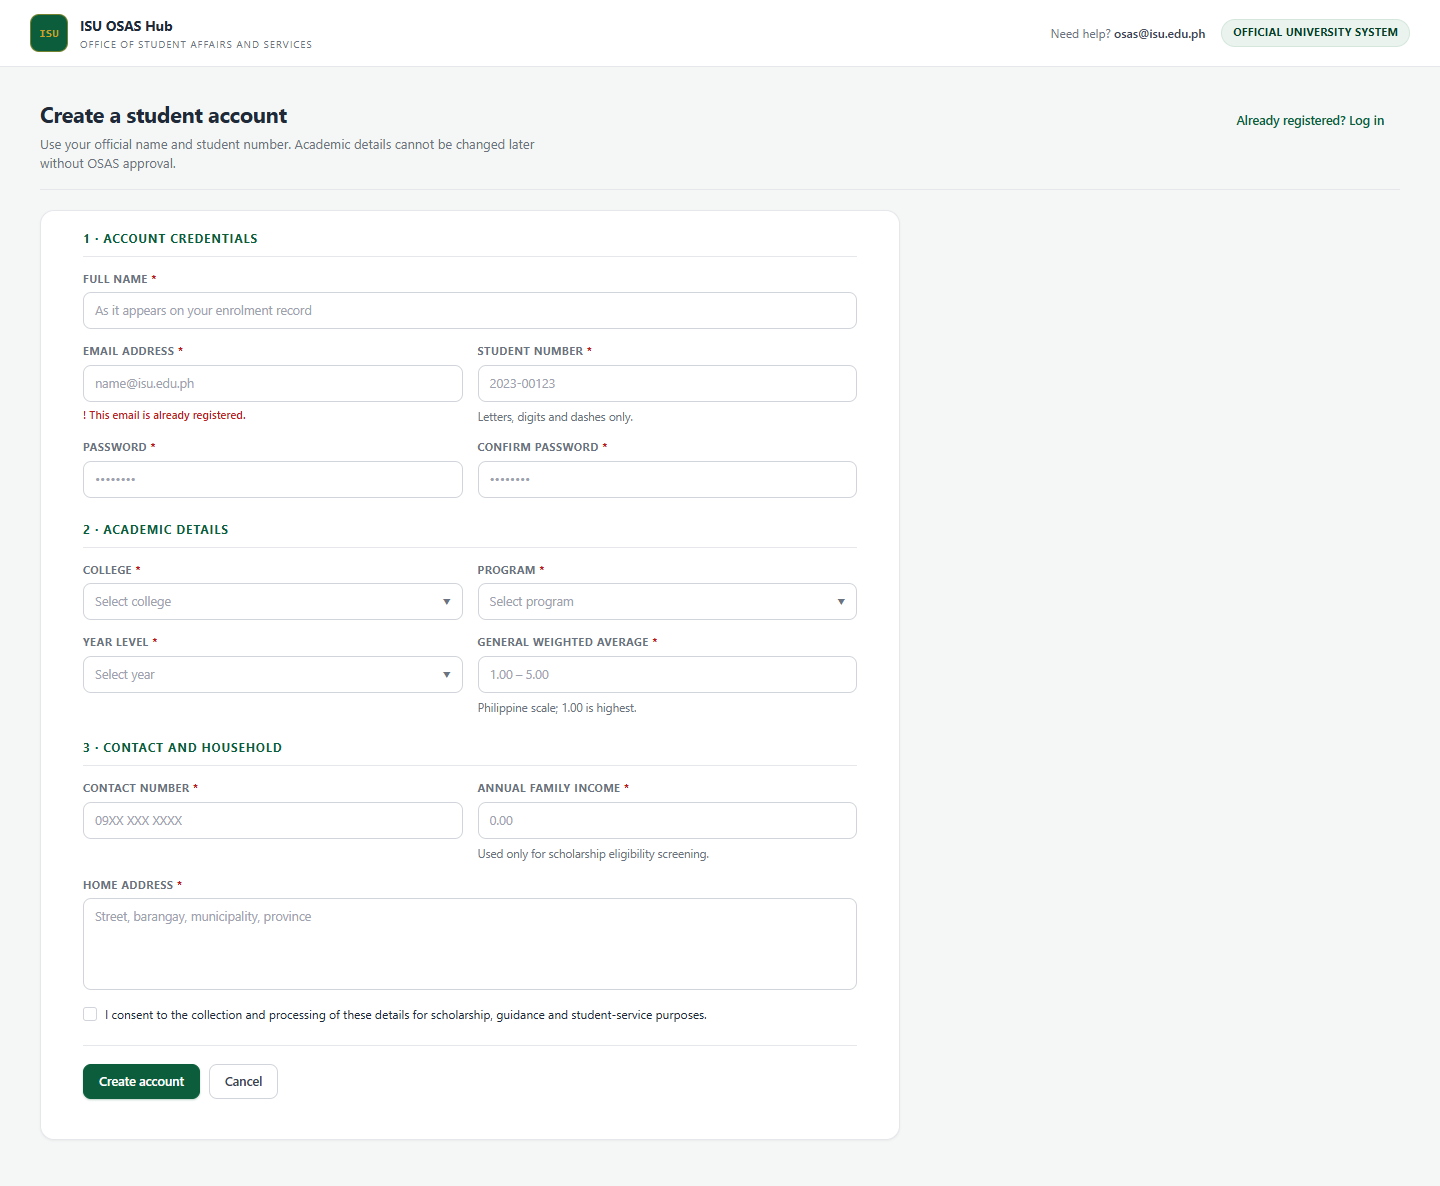 ISU
ISU OSAS Hub
OFFICE OF STUDENT AFFAIRS AND SERVICES
Need help? osas@isu.edu.ph
OFFICIAL UNIVERSITY SYSTEM
Create a student account
Already registered? Log in
Use your official name and student number. Academic details cannot be changed later
without OSAS approval.
1 · ACCOUNT CREDENTIALS
FULL NAME *
As it appears on your enrolment record
EMAIL ADDRESS *
STUDENT NUMBER *
name@isu.edu.ph
2023-00123
! This email is already registered.
Letters, digits and dashes only.
PASSWORD *
CONFIRM PASSWORD *
••••••••
••••••••
2 · ACADEMIC DETAILS
COLLEGE *
PROGRAM *
Select college
Select program
YEAR LEVEL *
GENERAL WEIGHTED AVERAGE *
Select year
1.00 – 5.00
Philippine scale; 1.00 is highest.
3 · CONTACT AND HOUSEHOLD
CONTACT NUMBER *
ANNUAL FAMILY INCOME *
09XX XXX XXXX
0.00
Used only for scholarship eligibility screening.
HOME ADDRESS *
Street, barangay, municipality, province
I consent to the collection and processing of these details for scholarship, guidance and student-service purposes.
Create account
Cancel